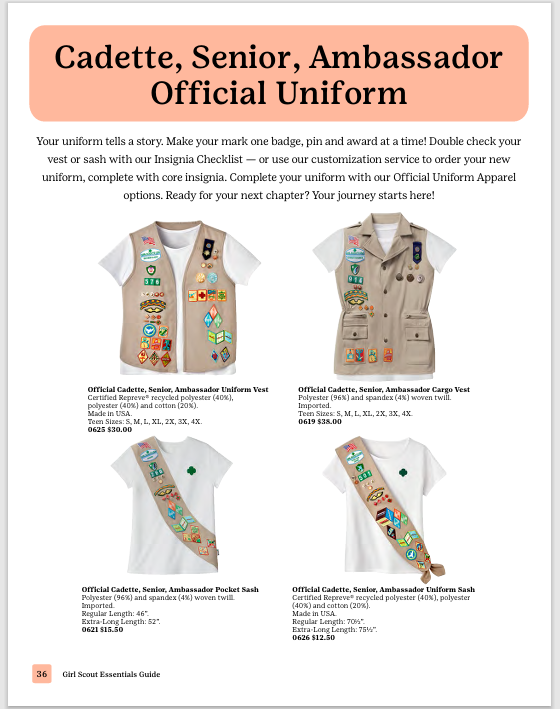 Cadette, Senior, Ambassador
Official Uniform
Your uniform tells a story. Make your mark one badge, pin and award at a time! Double check your
vest or sash with our Insignia Checklist — or use our customization service to order your new
uniform, complete with core insignia. Complete your uniform with our Official Uniform Apparel
options. Ready for your next chapter? Your journey starts here!
Official Cadette, Senior, Ambassador Uniform Vest
Certified Repreve® recycled polyester (40%),
polyester (40%) and cotton (20%).
Made in USA.
Teen Sizes: S, M, L, XL, 2X, 3X, 4X.
0625 $30.00
Official Cadette, Senior, Ambassador Cargo Vest
Polyester (96%) and spandex (4%) woven twill.
Imported.
Teen Sizes: S, M, L, XL, 2X, 3X, 4X.
0619 $38.00
Official Cadette, Senior, Ambassador Pocket Sash
Polyester (96%) and spandex (4%) woven twill.
Imported.
Regular Length: 46".
Extra-Long Length: 52".
0621 $15.50
Official Cadette, Senior, Ambassador Uniform Sash
Certified Repreve® recycled polyester (40%), polyester
(40%) and cotton (20%).
Made in USA.
Regular Length: 70½".
Extra-Long Length: 75½".
0626 $12.50
36 Girl Scout Essentials Guide